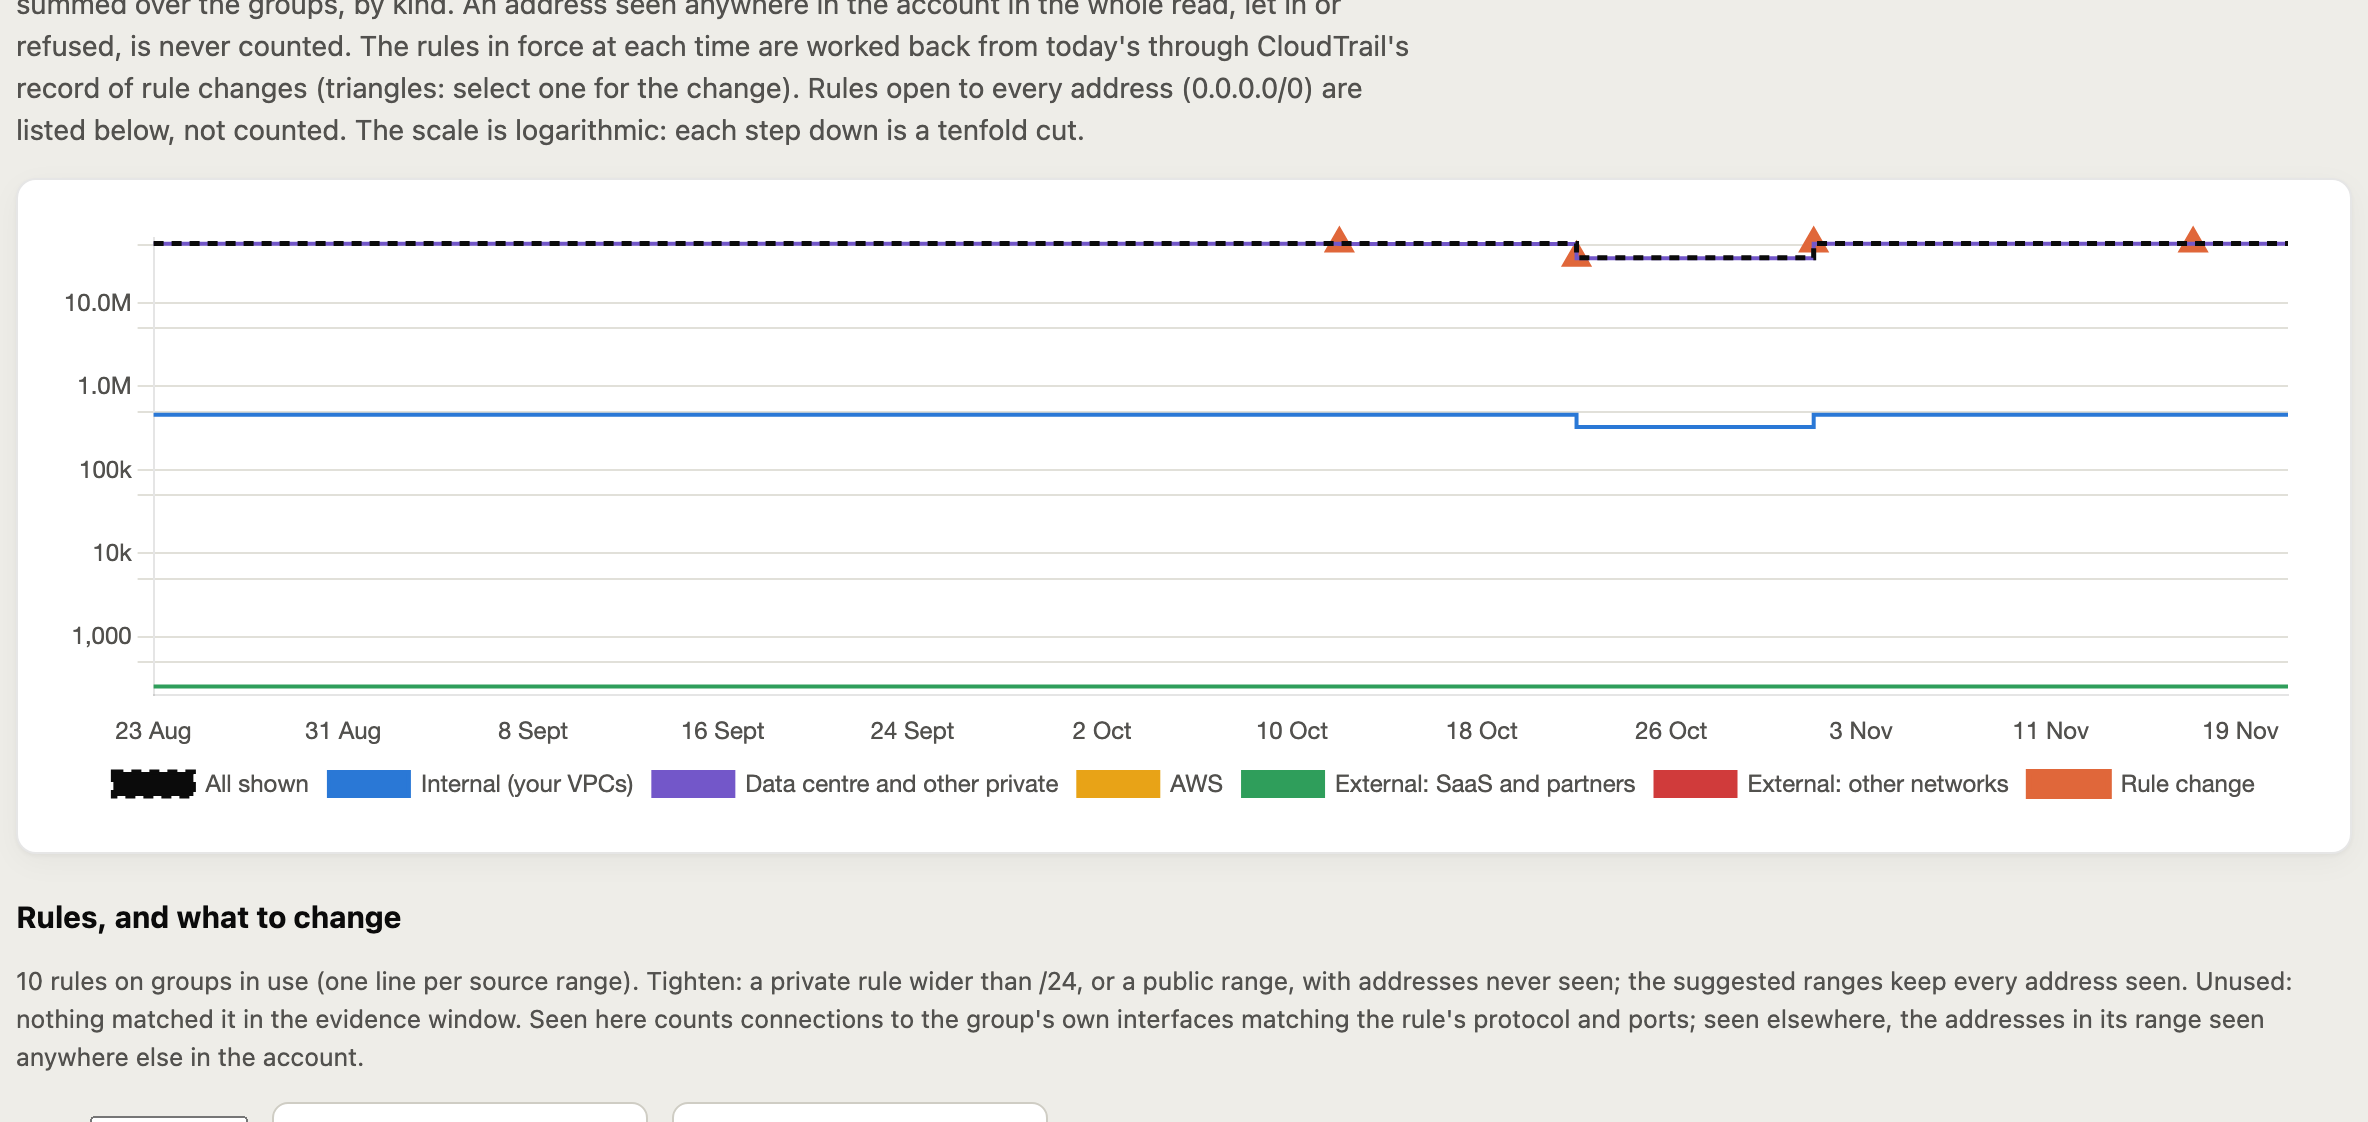 summed over the groups, by kind. An address seen anywhere in the account in the whole read, let in or
refused, is never counted. The rules in force at each time are worked back from today's through CloudTrail's
record of rule changes (triangles: select one for the change). Rules open to every address (0.0.0.0/0) are
listed below, not counted. The scale is logarithmic: each step down is a tenfold cut.
10.0M
1.0M
100k
10k
1,000
23 Aug 31 Aug 8 Sept 16 Sept 24 Sept 2 Oct 10 Oct 18 Oct 26 Oct 3 Nov 11 Nov 19 Nov
All shown Internal (your VPCs) Data centre and other private AWS External: SaaS and partners External: other networks Rule change
Rules, and what to change
10 rules on groups in use (one line per source range). Tighten: a private rule wider than /24, or a public range, with addresses never seen; the suggested ranges keep every address seen. Unused:
nothing matched it in the evidence window. Seen here counts connections to the group's own interfaces matching the rule's protocol and ports; seen elsewhere, the addresses in its range seen
anywhere else in the account.